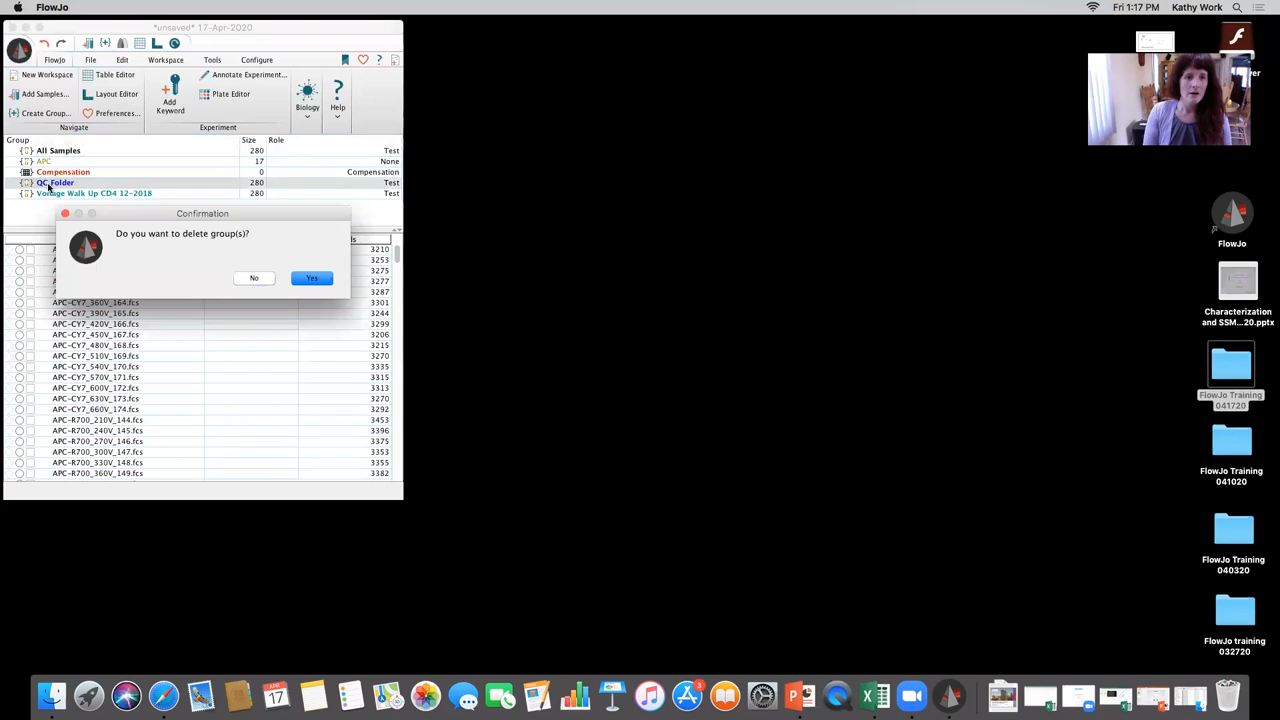 FlowJo
Fri 1:17 PM Kathy Work
*unsaved* 17-Apr-2020
FlowJo File Edit Workspace Tools Configure
New Workspace Table Editor Annotate Experiment...
Add Samples... Layout Editor Add Keyword Plate Editor Biology Help
Create Group... Preferences...
Navigate Experiment
Group Size Role
All Samples 280 Test
APC 17 None
Compensation 0 Compensation
QC Folder 280 Test
Voltage Walk Up CD4 12-2018 280 Test
Confirmation
Do you want to delete group(s)?
No Yes
3210
3253
3275
3277
3287
APC-CY7_360V_164.fcs 3301
APC-CY7_390V_165.fcs 3244
APC-CY7_420V_166.fcs 3299
APC-CY7_450V_167.fcs 3206
APC-CY7_480V_168.fcs 3215
APC-CY7_510V_169.fcs 3270
APC-CY7_540V_170.fcs 3335
APC-CY7_570V_171.fcs 3315
APC-CY7_600V_172.fcs 3313
APC-CY7_630V_173.fcs 3270
APC-CY7_660V_174.fcs 3292
APC-R700_210V_144.fcs 3453
APC-R700_240V_145.fcs 3396
APC-R700_270V_146.fcs 3375
APC-R700_300V_147.fcs 3353
APC-R700_330V_148.fcs 3355
APC-R700_360V_149.fcs 3382
FlowJo
Characterization
and SSM...20.pptx
FlowJo Training
041720
FlowJo Training
041020
FlowJo Training
040320
FlowJo training
032720
APR
17